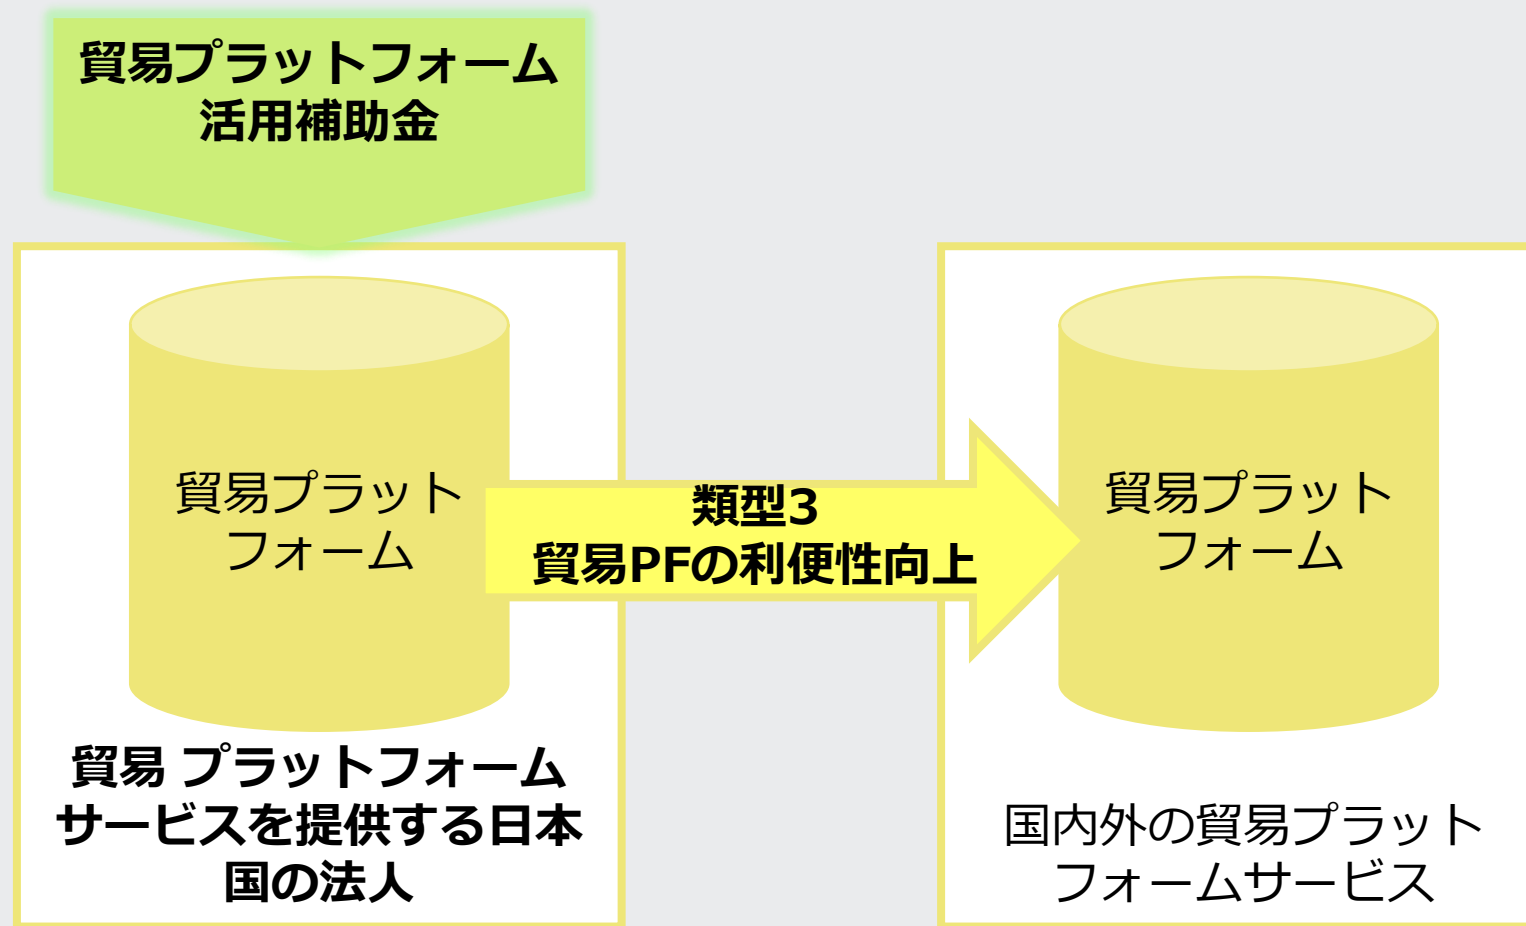 貿易プラットフォーム
活用補助金
貿易プラット
フォーム
類型3
貿易PFの利便性向上
貿易プラット
フォーム
貿易 プラットフォーム
サービスを提供する日本
国の法人
国内外の貿易プラット
フォームサービス